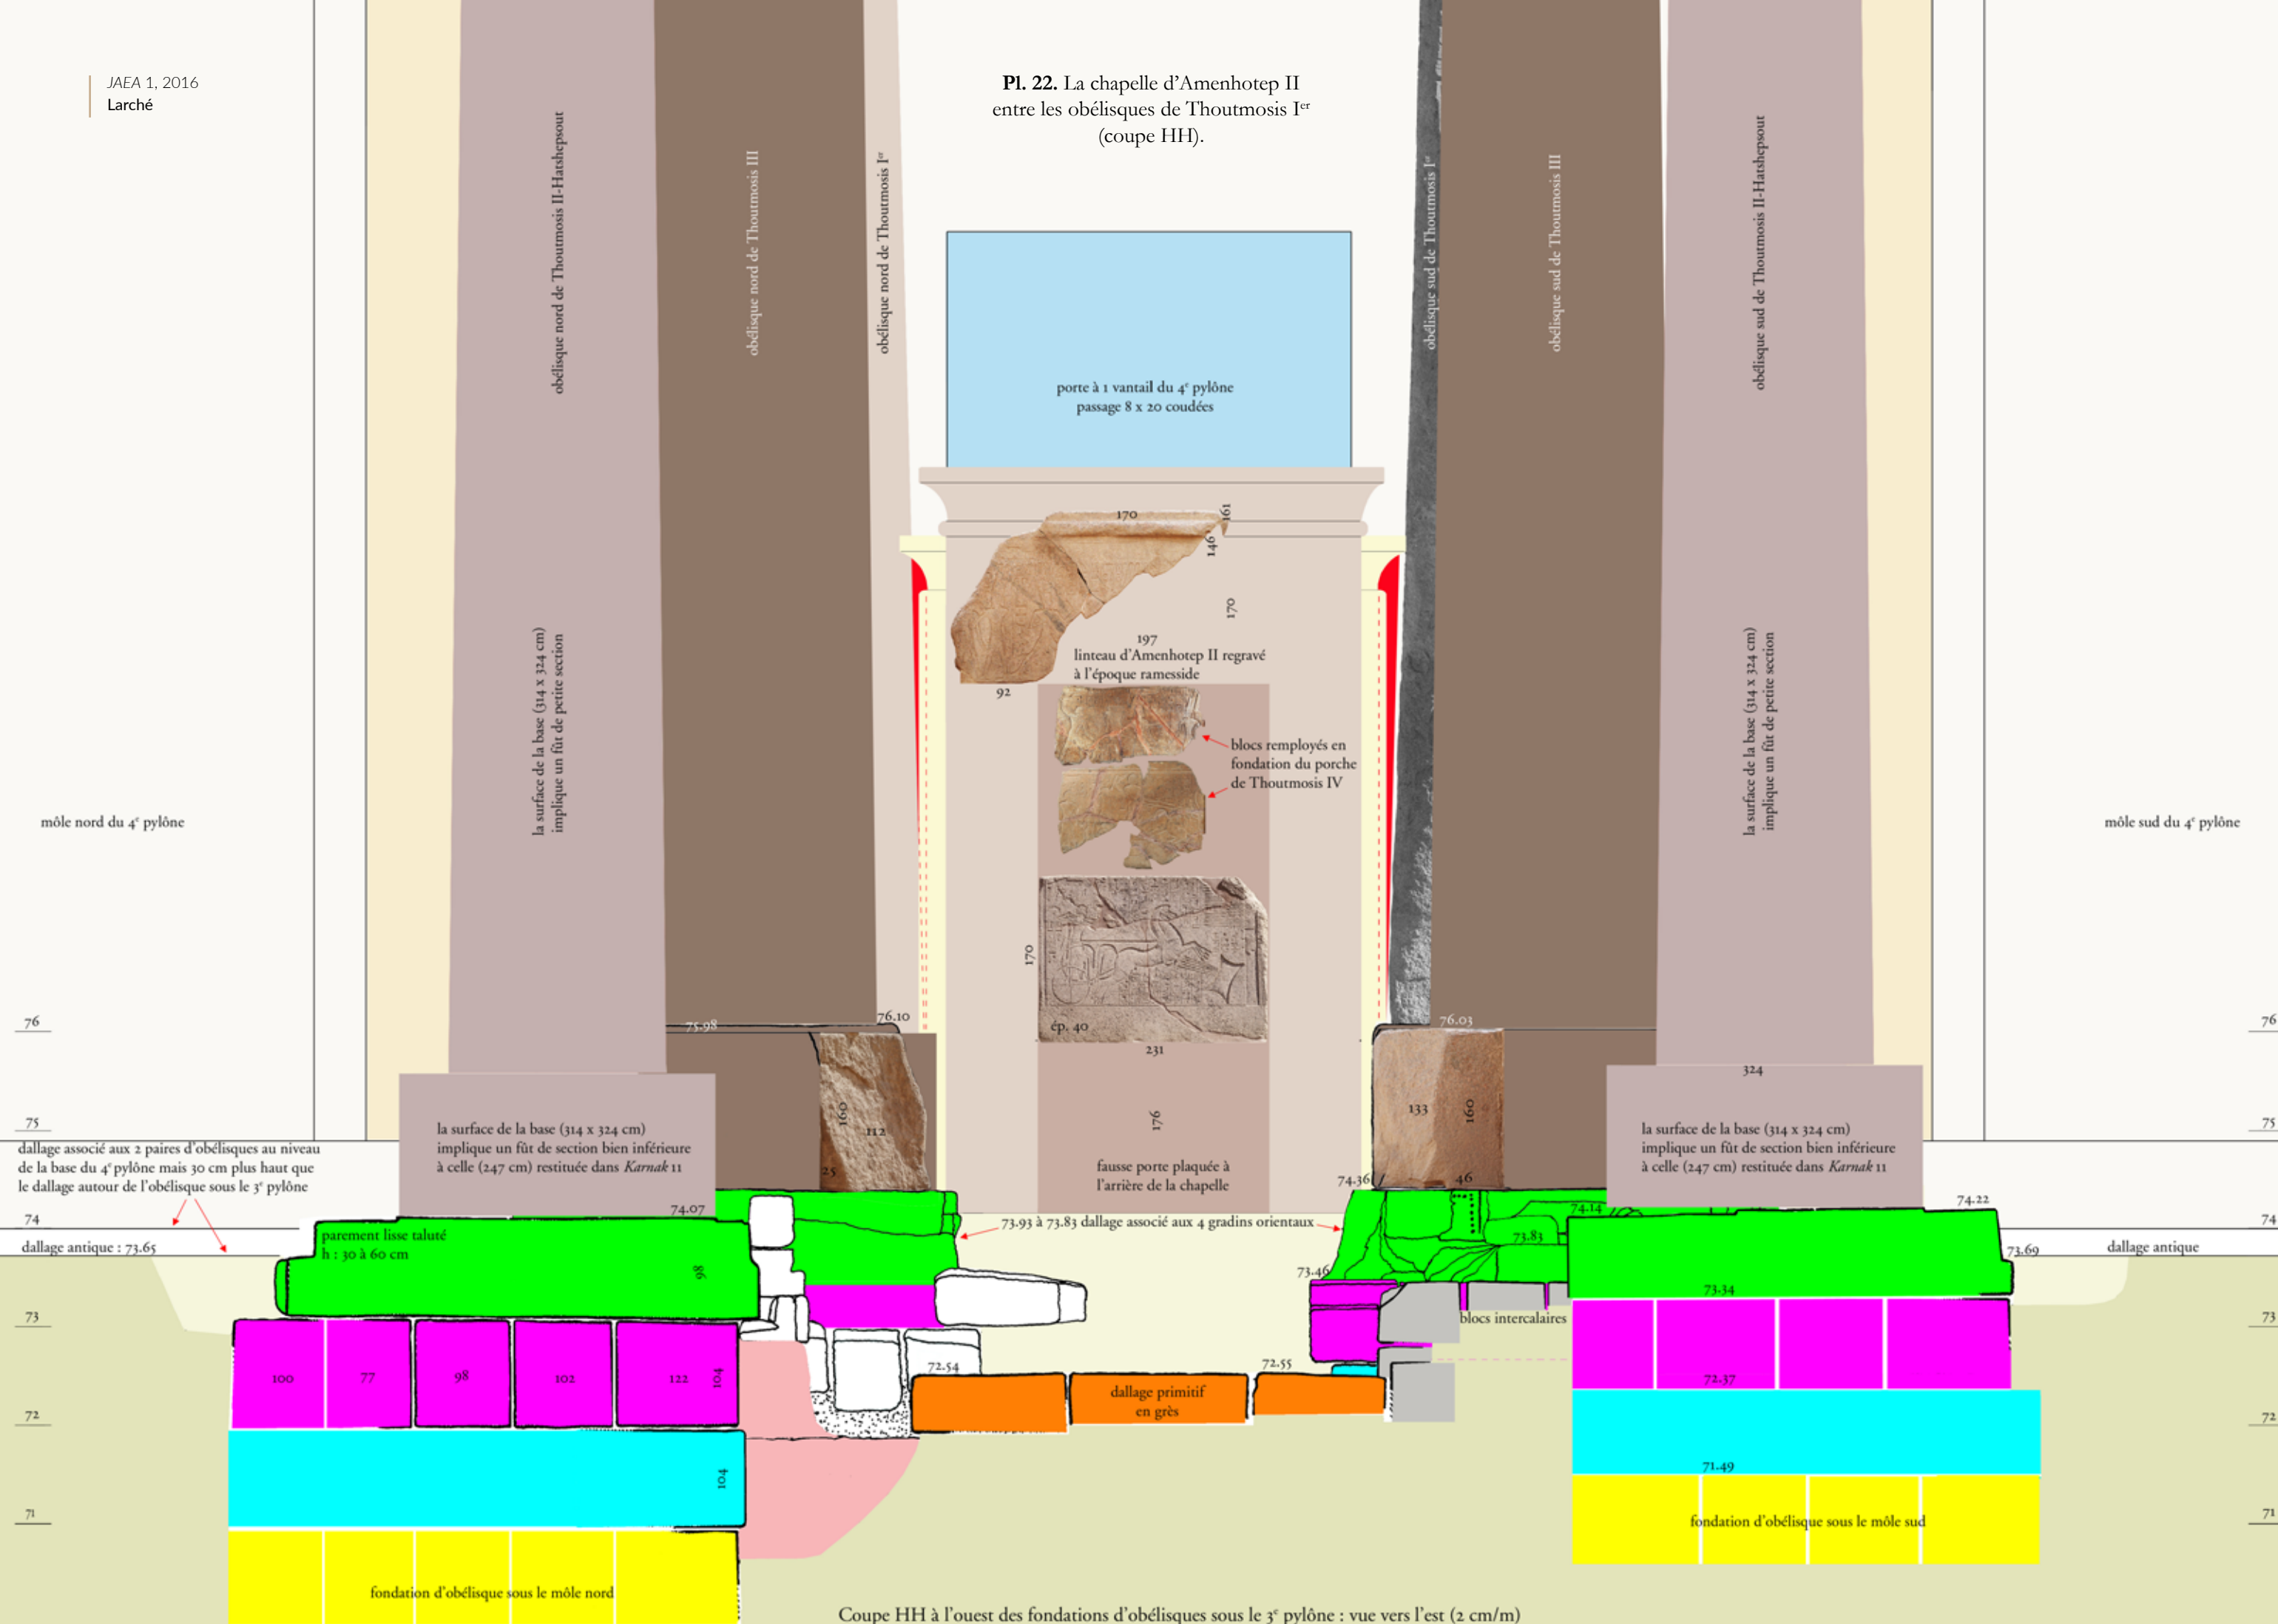 JAEA 1, 2016
Larché
Pl. 22. La chapelle d'Amenhotep II
entre les obélisques de Thoutmosis Ier
(coupe HH).
obélisque nord de Thoutmosis II-Hatshepsout
obélisque nord de Thoutmosis III
obélisque nord de Thoutmosis Ier
obélisque sud de Thoutmosis Ier
obélisque sud de Thoutmosis III
obélisque sud de Thoutmosis II-Hatshepsout
porte à 1 vantail du 4e pylône
passage 8 x 20 coudées
170
161
146
170
197
linteau d'Amenhotep II regravé
à l'époque ramesside
92
la surface de la base (314 x 324 cm)
implique un fût de petite section
la surface de la base (314 x 324 cm)
implique un fût de petite section
blocs remployés en
fondation du porche
de Thoutmosis IV
môle nord du 4e pylône
môle sud du 4e pylône
170
ép. 40
231
76
75.98
76.10
76.03
76
324
75
160
112
25
176
133
160
46
75
dallage associé aux 2 paires d'obélisques au niveau
de la base du 4e pylône mais 30 cm plus haut que
le dallage autour de l'obélisque sous le 3e pylône
la surface de la base (314 x 324 cm)
implique un fût de section bien inférieure
à celle (247 cm) restituée dans Karnak 11
fausse porte plaquée à
l'arrière de la chapelle
la surface de la base (314 x 324 cm)
implique un fût de section bien inférieure
à celle (247 cm) restituée dans Karnak 11
74.36
74.07
74.14
74.22
74
73.93 à 73.83 dallage associé aux 4 gradins orientaux
74
parement lisse taluté
h : 30 à 60 cm
73.83
dallage antique : 73.65
98
73.46
73.69
dallage antique
73.34
73
blocs intercalaires
73
72.54
72.55
100
77
98
102
122
104
dallage primitif
en grès
72.37
72
72
104
71.49
71
71
fondation d'obélisque sous le môle sud
fondation d'obélisque sous le môle nord
Coupe HH à l'ouest des fondations d'obélisques sous le 3e pylône : vue vers l'est (2 cm/m)